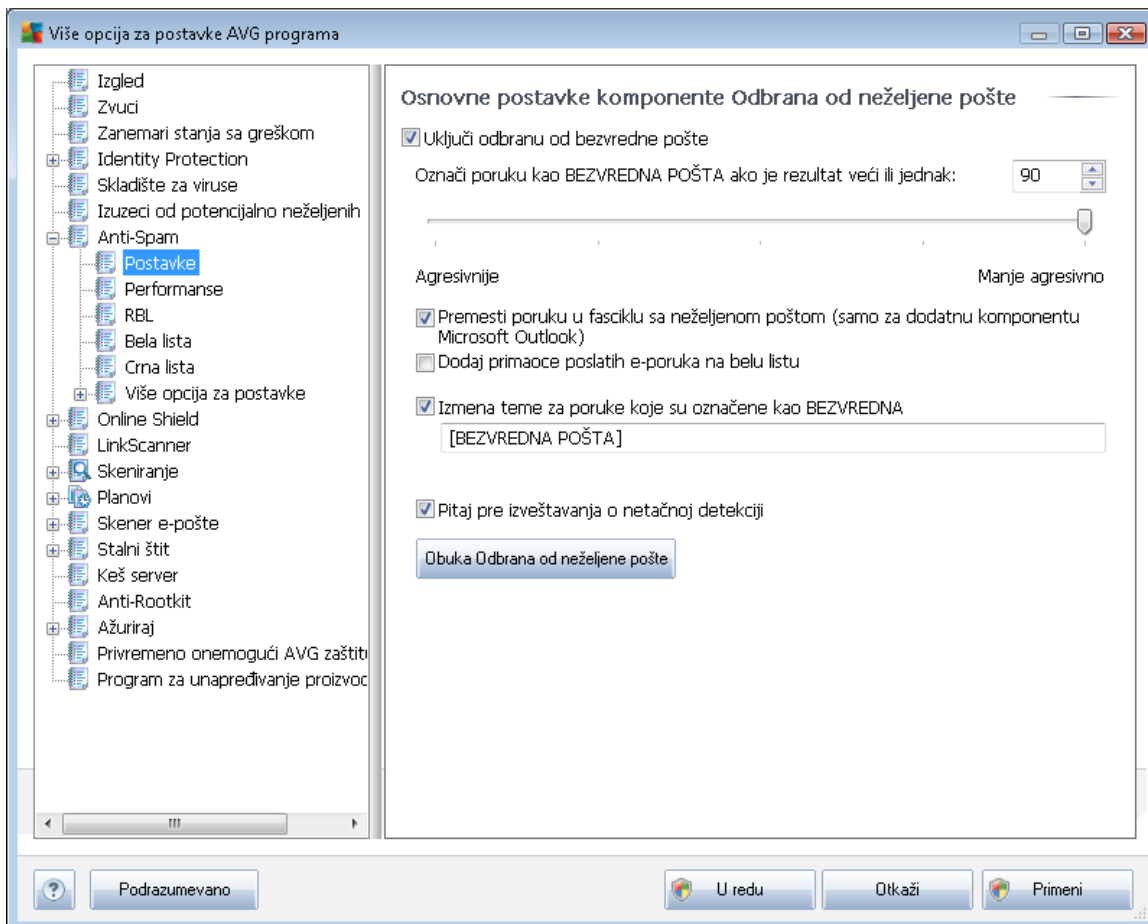 Više opcija za postavke AVG programa
Izgled
Zvuci
Zanemari stanja sa greškom
Identity Protection
Skladište za viruse
Izuzeci od potencijalno neželjenih
Anti-Spam
Postavke
Performanse
RBL
Bela lista
Crna lista
Više opcija za postavke
Online Shield
LinkScanner
Skeniranje
Planovi
Skener e-pošte
Stalni štit
Keš server
Anti-Rootkit
Ažuriraj
Privremeno onemogući AVG zaštitu
Program za unapređivanje proizvod
Osnovne postavke komponente Odbrana od neželjene pošte
Uključi odbranu od bezvredne pošte
Označi poruku kao BEZVREDNA POŠTA ako je rezultat veći ili jednak:
90
Agresivnije
Manje agresivno
Premesti poruku u fasciklu sa neželjenom poštom (samo za dodatnu komponentu
Microsoft Outlook)
Dodaj primaoce poslatih e-poruka na belu listu
Izmena teme za poruke koje su označene kao BEZVREDNA
[BEZVREDNA POŠTA]
Pitaj pre izveštavanja o netačnoj detekciji
Obuka Odbrana od neželjene pošte
?
Podrazumevano
U redu
Otkaži
Primeni